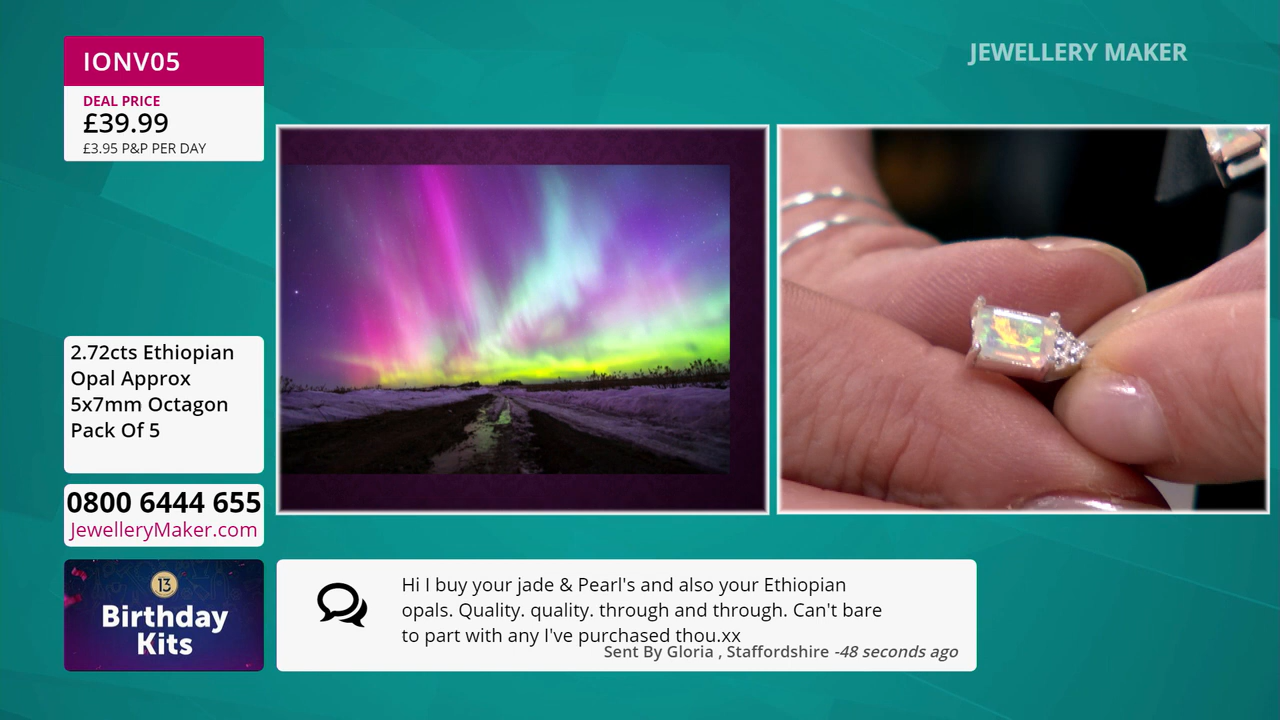 IONV05
DEAL PRICE
£39.99
£3.95 P&P PER DAY
JEWELLERY MAKER
2.72cts Ethiopian
Opal Approx
5x7mm Octagon
Pack Of 5
0800 6444 655
JewelleryMaker.com
13
Birthday
Kits
Hi I buy your jade & Pearl's and also your Ethiopian
opals. Quality. quality. through and through. Can't bare
to part with any I've purchased thou.xx
Sent By Gloria , Staffordshire -48 seconds ago